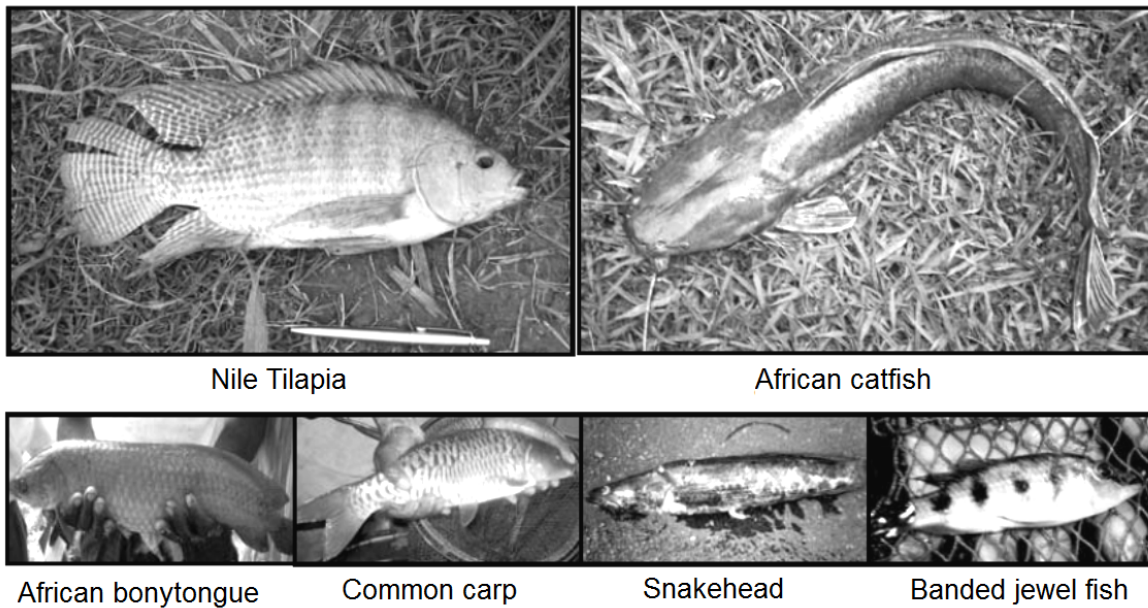 Nile Tilapia
African catfish
African bonytongue
Common carp
Snakehead
Banded jewel fish